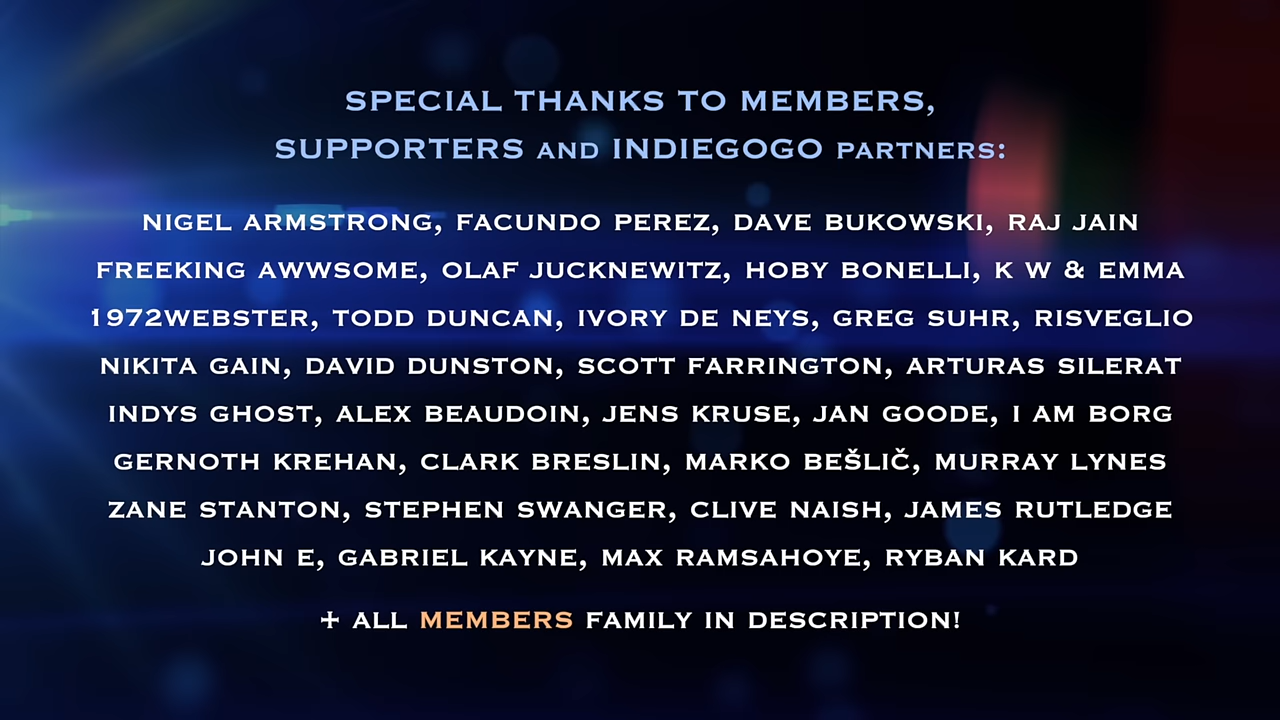 SPECIAL THANKS TO MEMBERS,
SUPPORTERS AND INDIEGOGO PARTNERS:
NIGEL ARMSTRONG, FACUNDO PEREZ, DAVE BUKOWSKI, RAJ JAIN
FREEKING AWWSOME, OLAF JUCKNEWITZ, HOBY BONELLI, K W & EMMA
1972WEBSTER, TODD DUNCAN, IVORY DE NEYS, GREG SUHR, RISVEGLIO
NIKITA GAIN, DAVID DUNSTON, SCOTT FARRINGTON, ARTURAS SILERAT
INDYS GHOST, ALEX BEAUDOIN, JENS KRUSE, JAN GOODE, I AM BORG
GERNOTH KREHAN, CLARK BRESLIN, MARKO BEŠLIČ, MURRAY LYNES
ZANE STANTON, STEPHEN SWANGER, CLIVE NAISH, JAMES RUTLEDGE
JOHN E, GABRIEL KAYNE, MAX RAMSAHOYE, RYBAN KARD
+ ALL MEMBERS FAMILY IN DESCRIPTION!